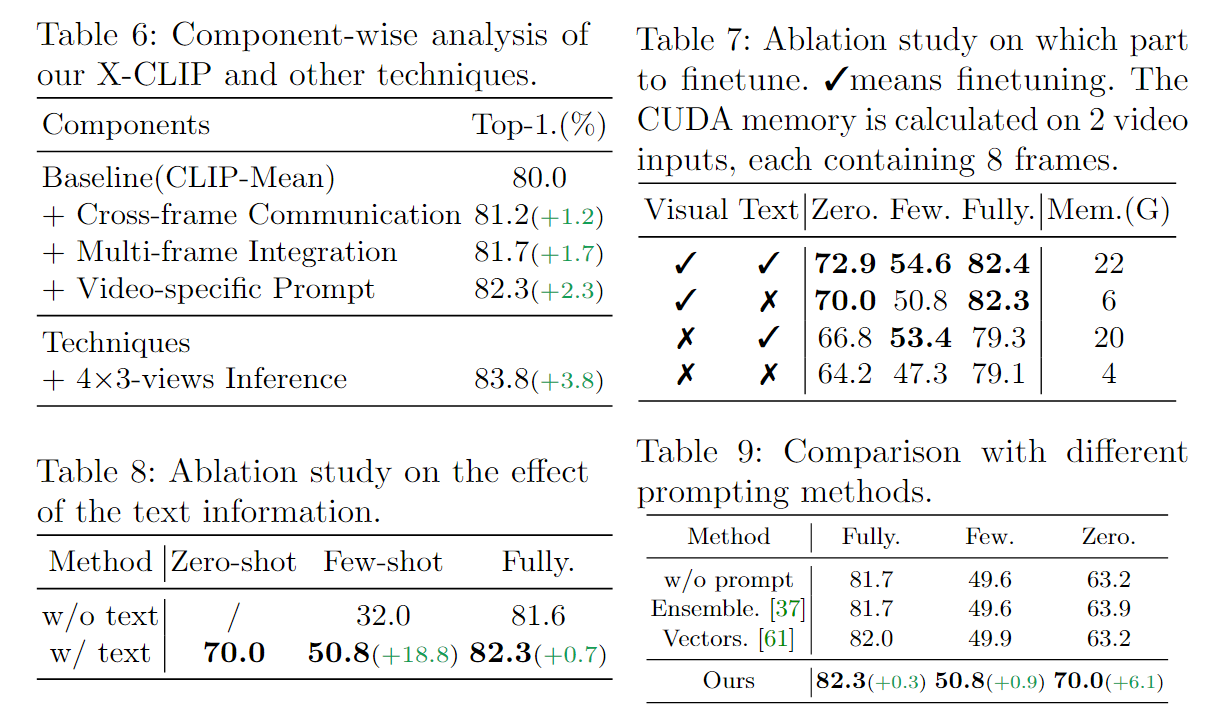 Table 6: Component-wise analysis of
our X-CLIP and other techniques.
Components Top-1.(%)
Baseline(CLIP-Mean) 80.0
+ Cross-frame Communication 81.2(+1.2)
+ Multi-frame Integration 81.7(+1.7)
+ Video-specific Prompt 82.3(+2.3)
Techniques
+ 4×3-views Inference 83.8(+3.8)
Table 7: Ablation study on which part
to finetune. ✓means finetuning. The
CUDA memory is calculated on 2 video
inputs, each containing 8 frames.
Visual Text Zero. Few. Fully. Mem.(G)
✓ ✓ 72.9 54.6 82.4 22
✓ ✗ 70.0 50.8 82.3 6
✗ ✓ 66.8 53.4 79.3 20
✗ ✗ 64.2 47.3 79.1 4
Table 8: Ablation study on the effect
of the text information.
Method Zero-shot Few-shot Fully.
w/o text / 32.0 81.6
w/ text 70.0 50.8(+18.8) 82.3(+0.7)
Table 9: Comparison with different
prompting methods.
Method Fully. Few. Zero.
w/o prompt 81.7 49.6 63.2
Ensemble. [37] 81.7 49.6 63.9
Vectors. [61] 82.0 49.9 63.2
Ours 82.3(+0.3) 50.8(+0.9) 70.0(+6.1)